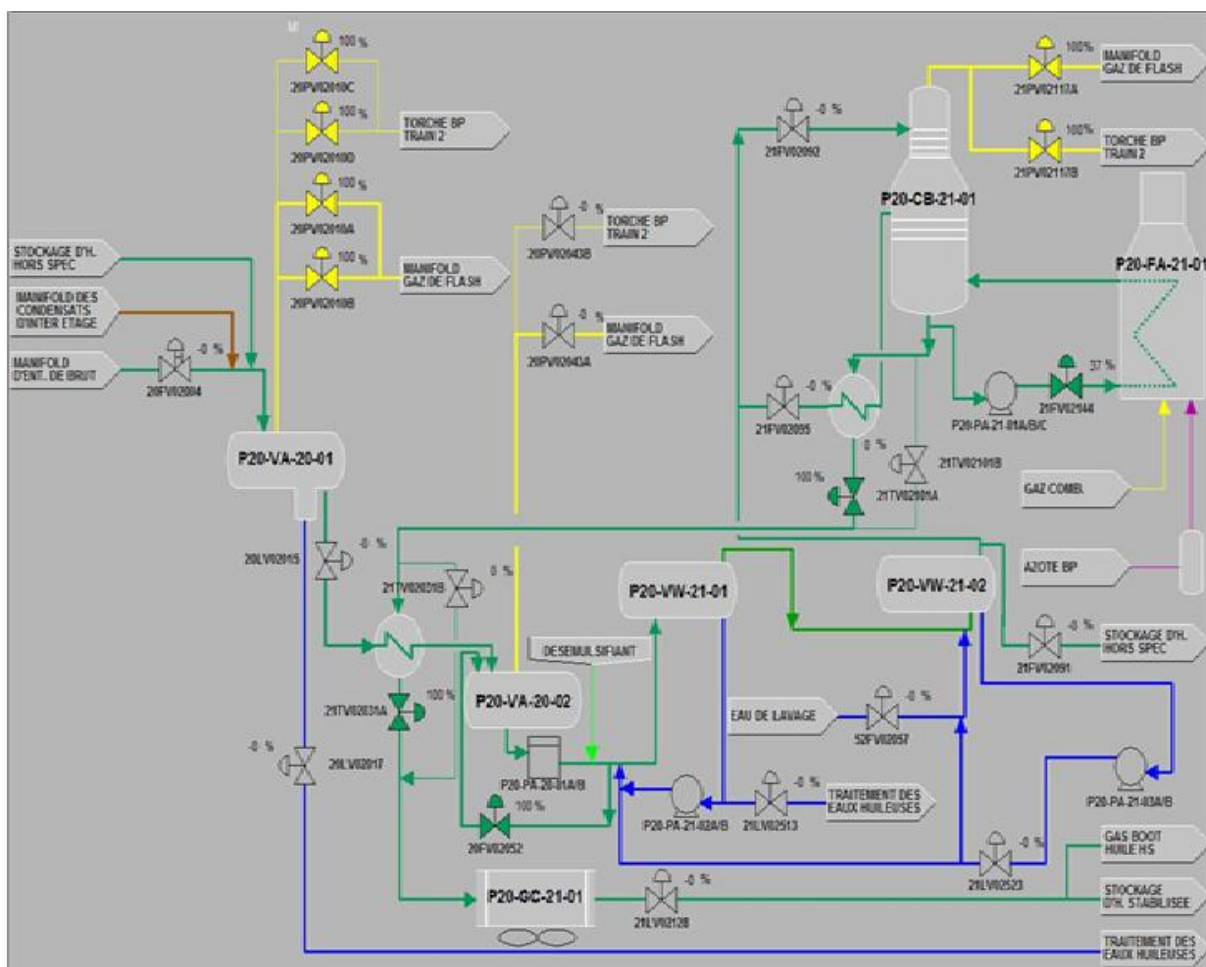 100 %
20PV02010C
100 %
20PV02010D
TORCHE BP
TRAIN 2
100 %
20PV02010A
100 %
20PV02010B
MANIFOLD
GAZ DE FLASH
STOCKAGE D'H.
HORS SPEC
MANIFOLD DES
CONDENSATS
D'INTER ETAGE
MANIFOLD
D'ENT. DE BRUT
-0 %
20FV02004
P20-VA-20-01
-0 %
20PV02043B
TORCHE BP
TRAIN 2
-0 %
20PV02043A
MANIFOLD
GAZ DE FLASH
-0 %
21FV02092
P20-CB-21-01
100%
21PV02117A
MANIFOLD
GAZ DE FLASH
100%
21PV02117B
TORCHE BP
TRAIN 2
P20-FA-21-01
-0 %
21FV02095
P20-PA-21-01A/B/C
37 %
21FV02144
0 %
21TV02101B
100 %
21TV02101A
GAZ COMB.
AZOTE BP
-0 %
20LV02015
21TV02031B
0 %
P20-VW-21-01
P20-VW-21-02
DESEMULSIFIANT
-0 %
21FV02091
STOCKAGE D'H.
HORS SPEC
100 %
21TV02031A
P20-VA-20-02
P20-PA-20-01A/B
EAU DE LAVAGE
-0 %
52FV02057
-0 %
20LV02017
100 %
20FV02052
P20-PA-21-02A/B
-0 %
21LV02513
TRAITEMENT DES
EAUX HUILEUSES
P20-PA-21-03A/B
-0 %
21LV02523
GAS BOOT
HUILE HS
P20-GC-21-01
-0 %
STOCKAGE
D'H. STABILISEE
TRAITEMENT DES
EAUX HUILEUSES